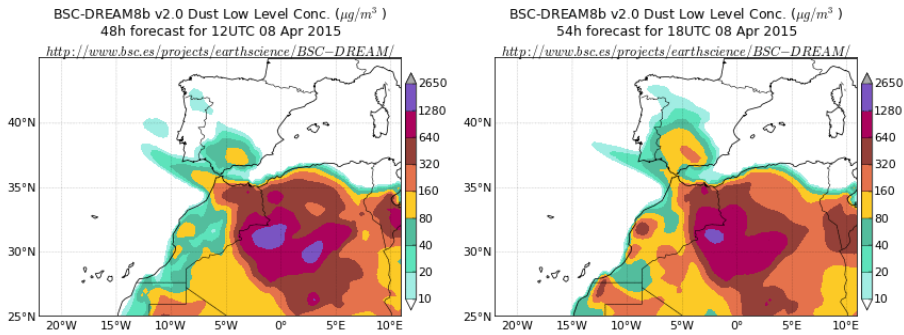 BSC-DREAM8b v2.0 Dust Low Level Conc. (μg/m³ )
48h forecast for 12UTC 08 Apr 2015
http://www.bsc.es/projects/earthscience/BSC−DREAM/
40°N
35°N
30°N
25°N
20°W
15°W
10°W
5°W
0°
5°E
10°E
2650
1280
640
320
160
80
40
20
10
BSC-DREAM8b v2.0 Dust Low Level Conc. (μg/m³ )
54h forecast for 18UTC 08 Apr 2015
http://www.bsc.es/projects/earthscience/BSC−DREAM/
40°N
35°N
30°N
25°N
20°W
15°W
10°W
5°W
0°
5°E
10°E
2650
1280
640
320
160
80
40
20
10